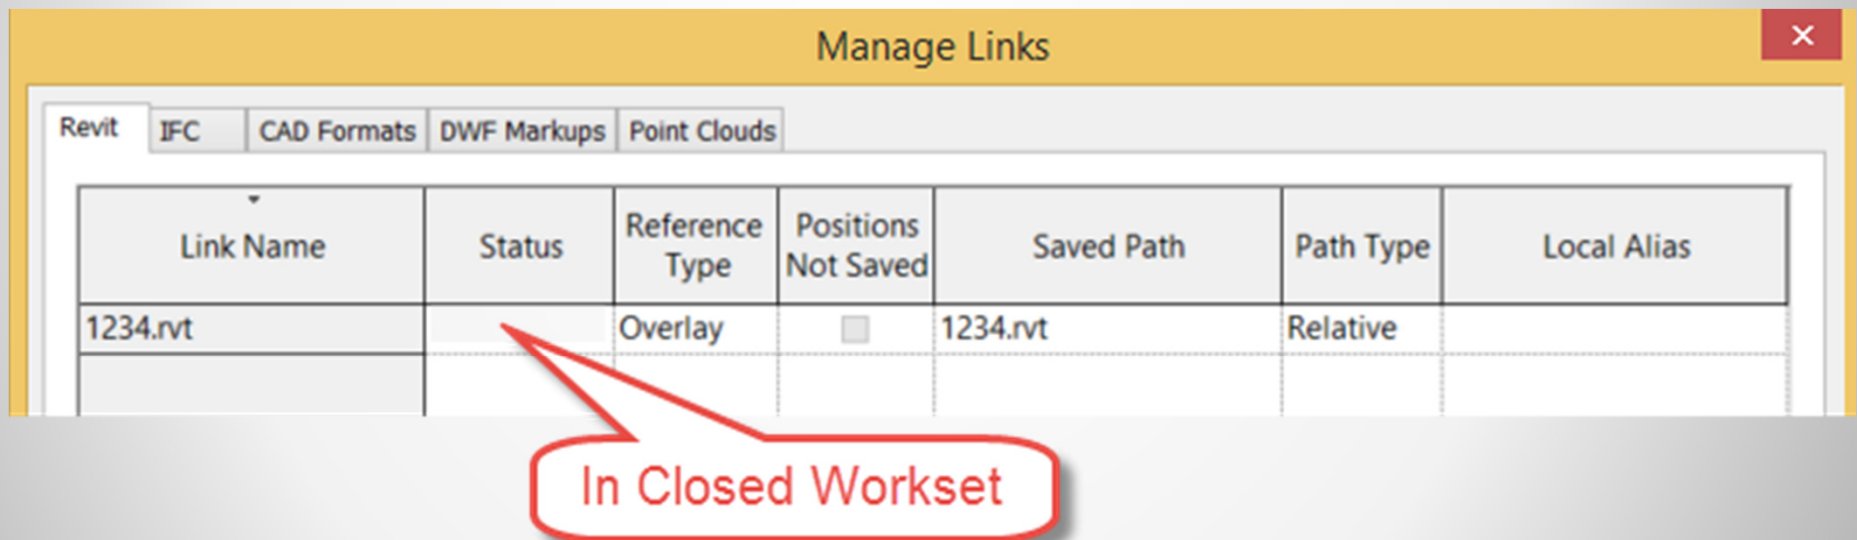 Manage Links
Revit IFC CAD Formats DWF Markups Point Clouds
Link Name Status Reference Type Positions Not Saved Saved Path Path Type Local Alias
1234.rvt Overlay 1234.rvt Relative
In Closed Workset